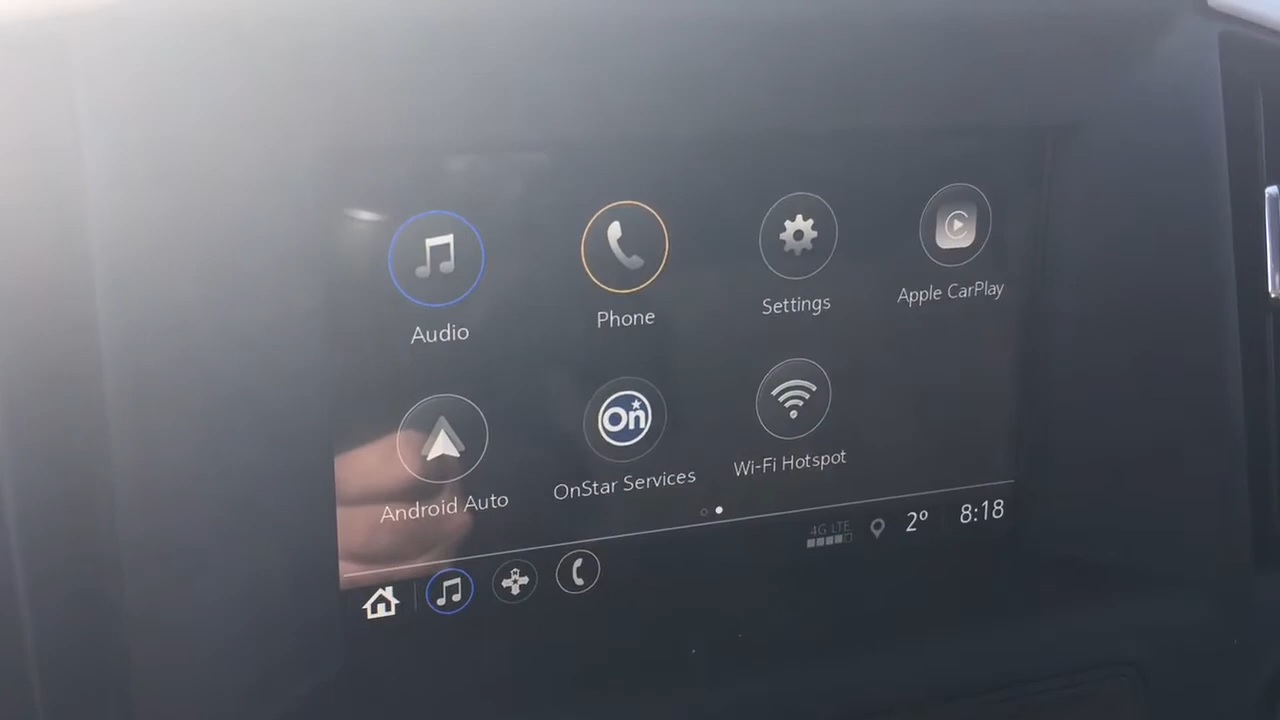 Audio
Phone
Settings
Apple CarPlay
Android Auto
On
OnStar Services
Wi-Fi Hotspot
4G LTE
2°
8:18